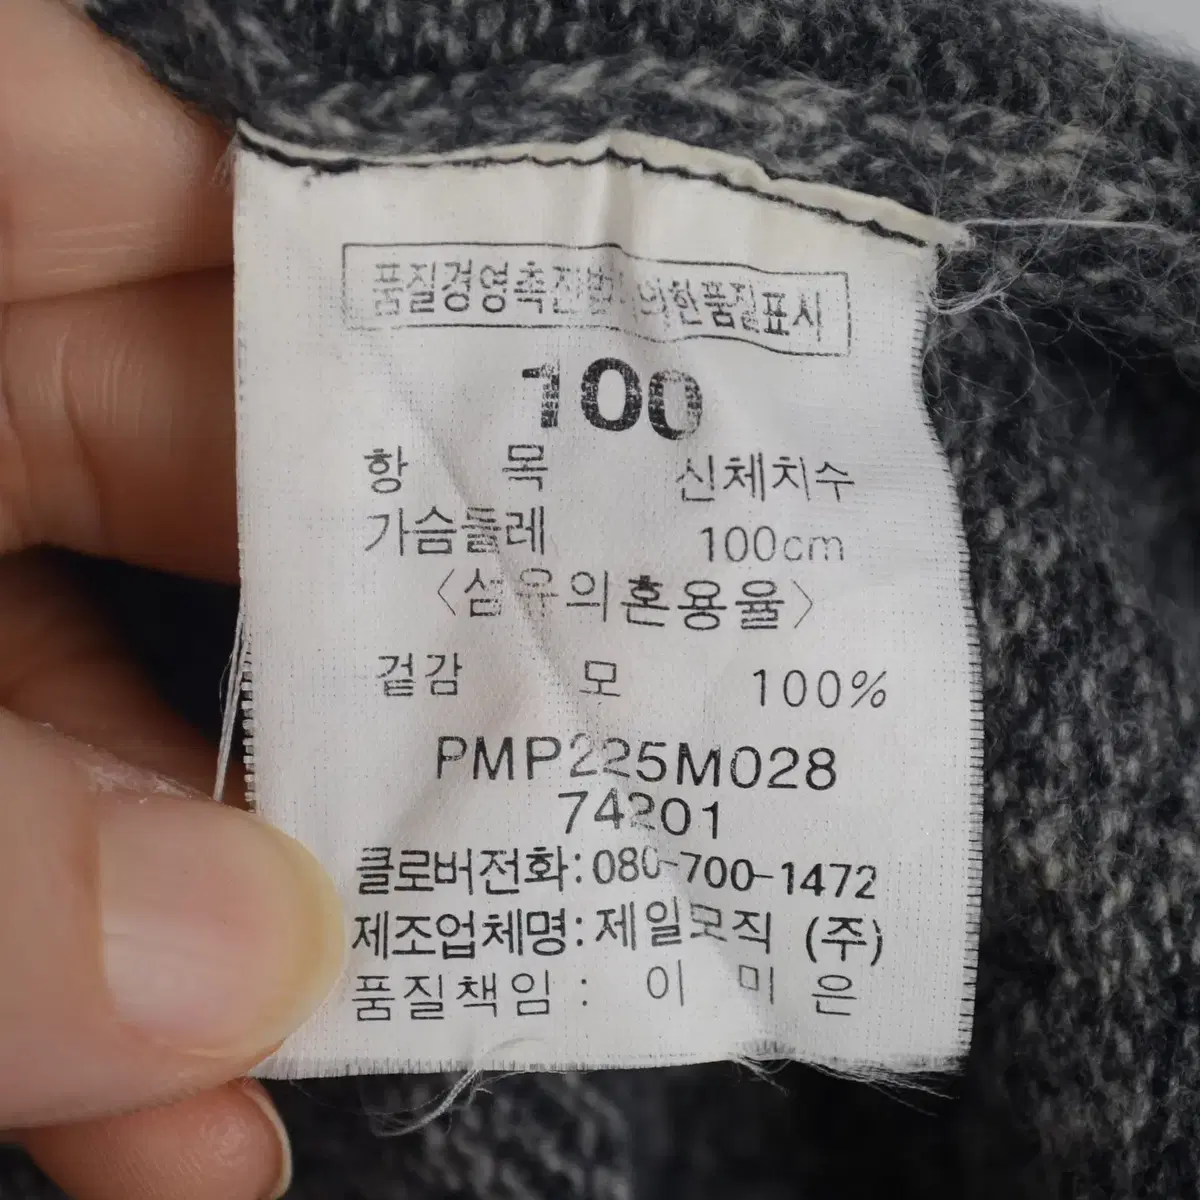 품질경영촉진법에의한품질표시
100
항 목 신체치수
가슴둘레 100cm
〈섬유의혼용율〉
겉감 모 100%
PMP225M028
74201
클로버전화: 080-700-1472
제조업체명: 제일모직 (주)
품질책임 : 이 미 은